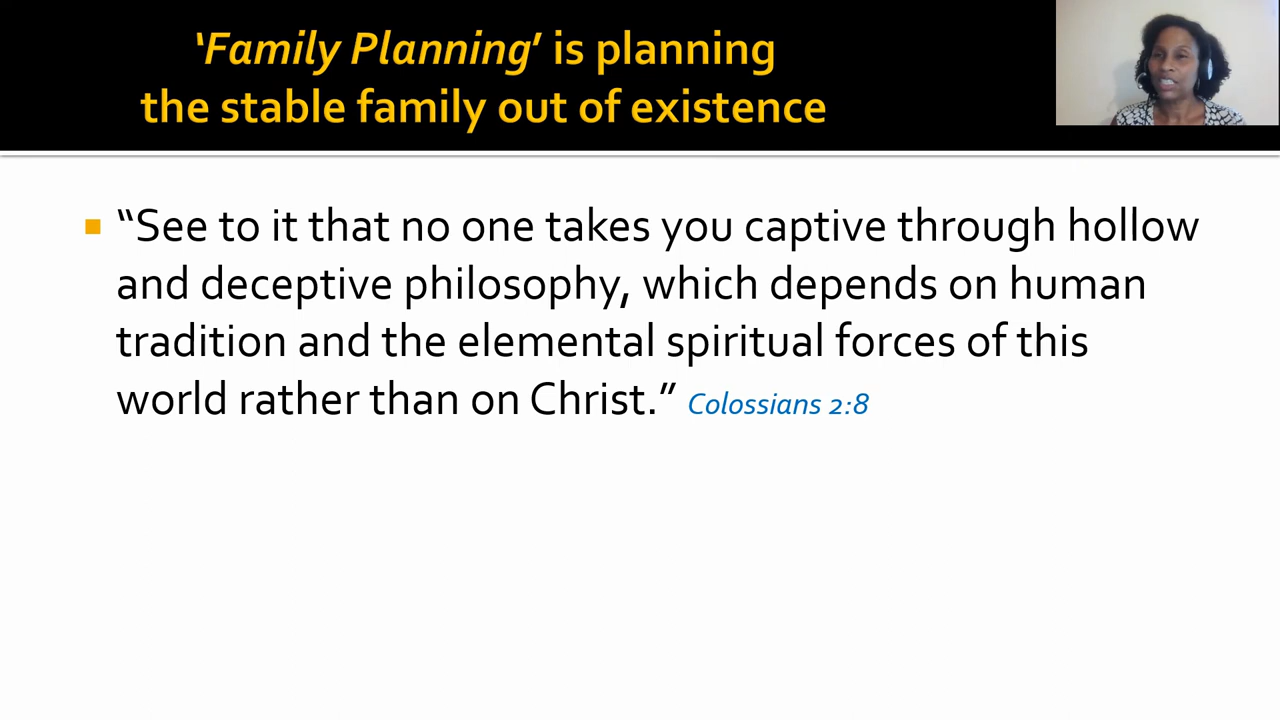 ‘Family Planning’ is planning
the stable family out of existence
“See to it that no one takes you captive through hollow
and deceptive philosophy, which depends on human
tradition and the elemental spiritual forces of this
world rather than on Christ.” Colossians 2:8